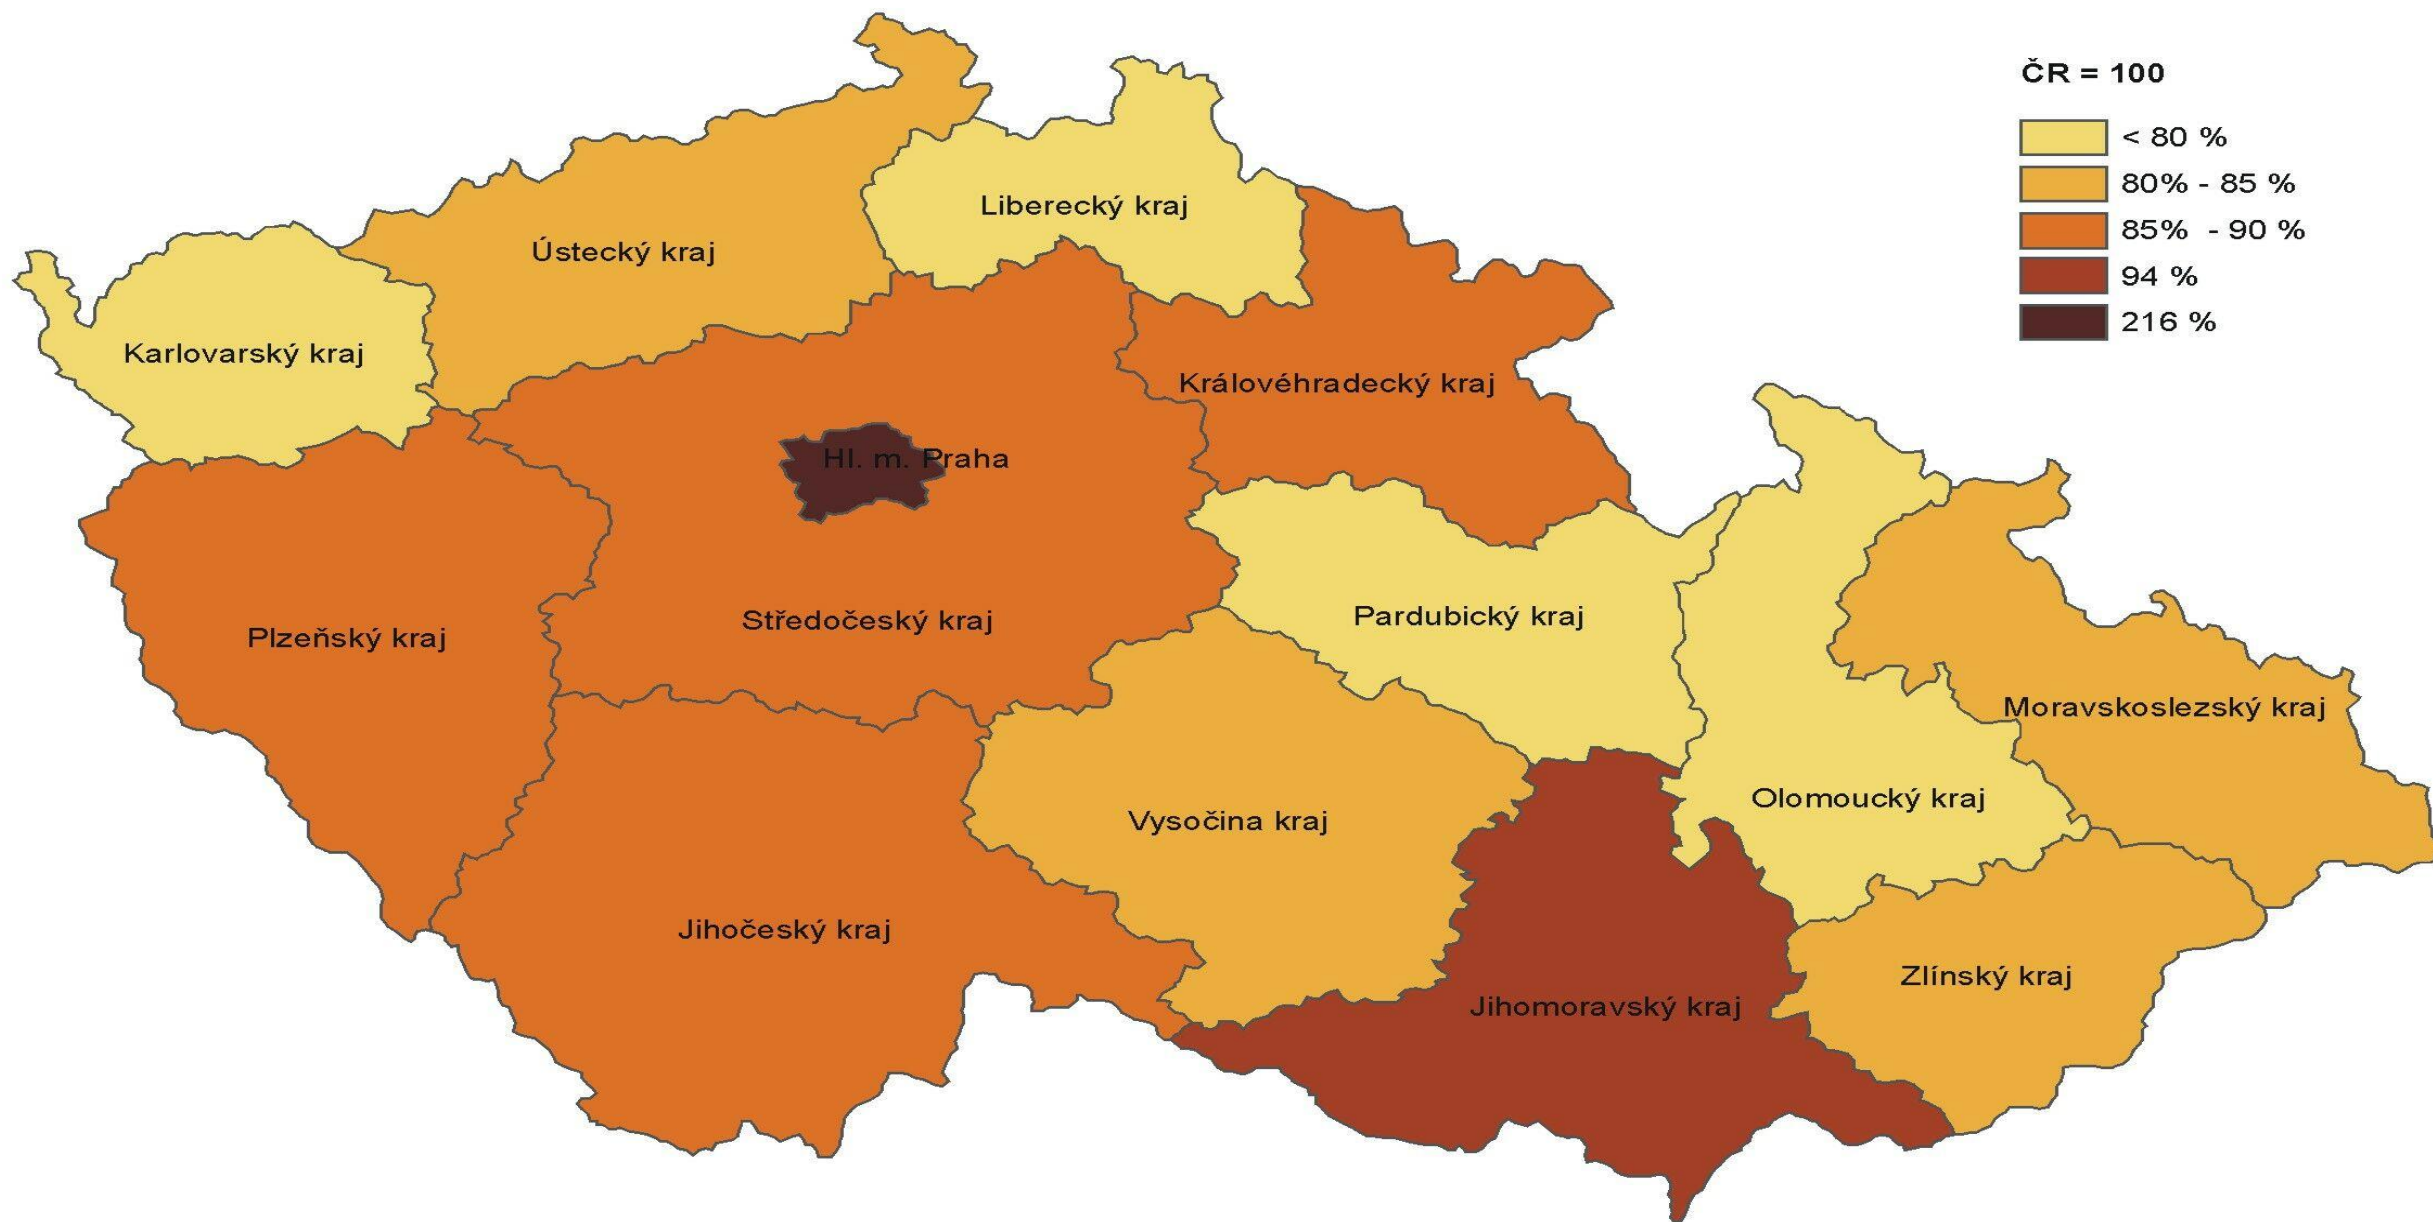 ČR = 100
< 80 %
80% - 85 %
85% - 90 %
94 %
216 %
Liberecký kraj
Ústecký kraj
Karlovarský kraj
Královéhradecký kraj
Hl. m. Praha
Pardubický kraj
Středočeský kraj
Plzeňský kraj
Moravskoslezský kraj
Olomoucký kraj
Vysočina kraj
Jihočeský kraj
Zlínský kraj
Jihomoravský kraj